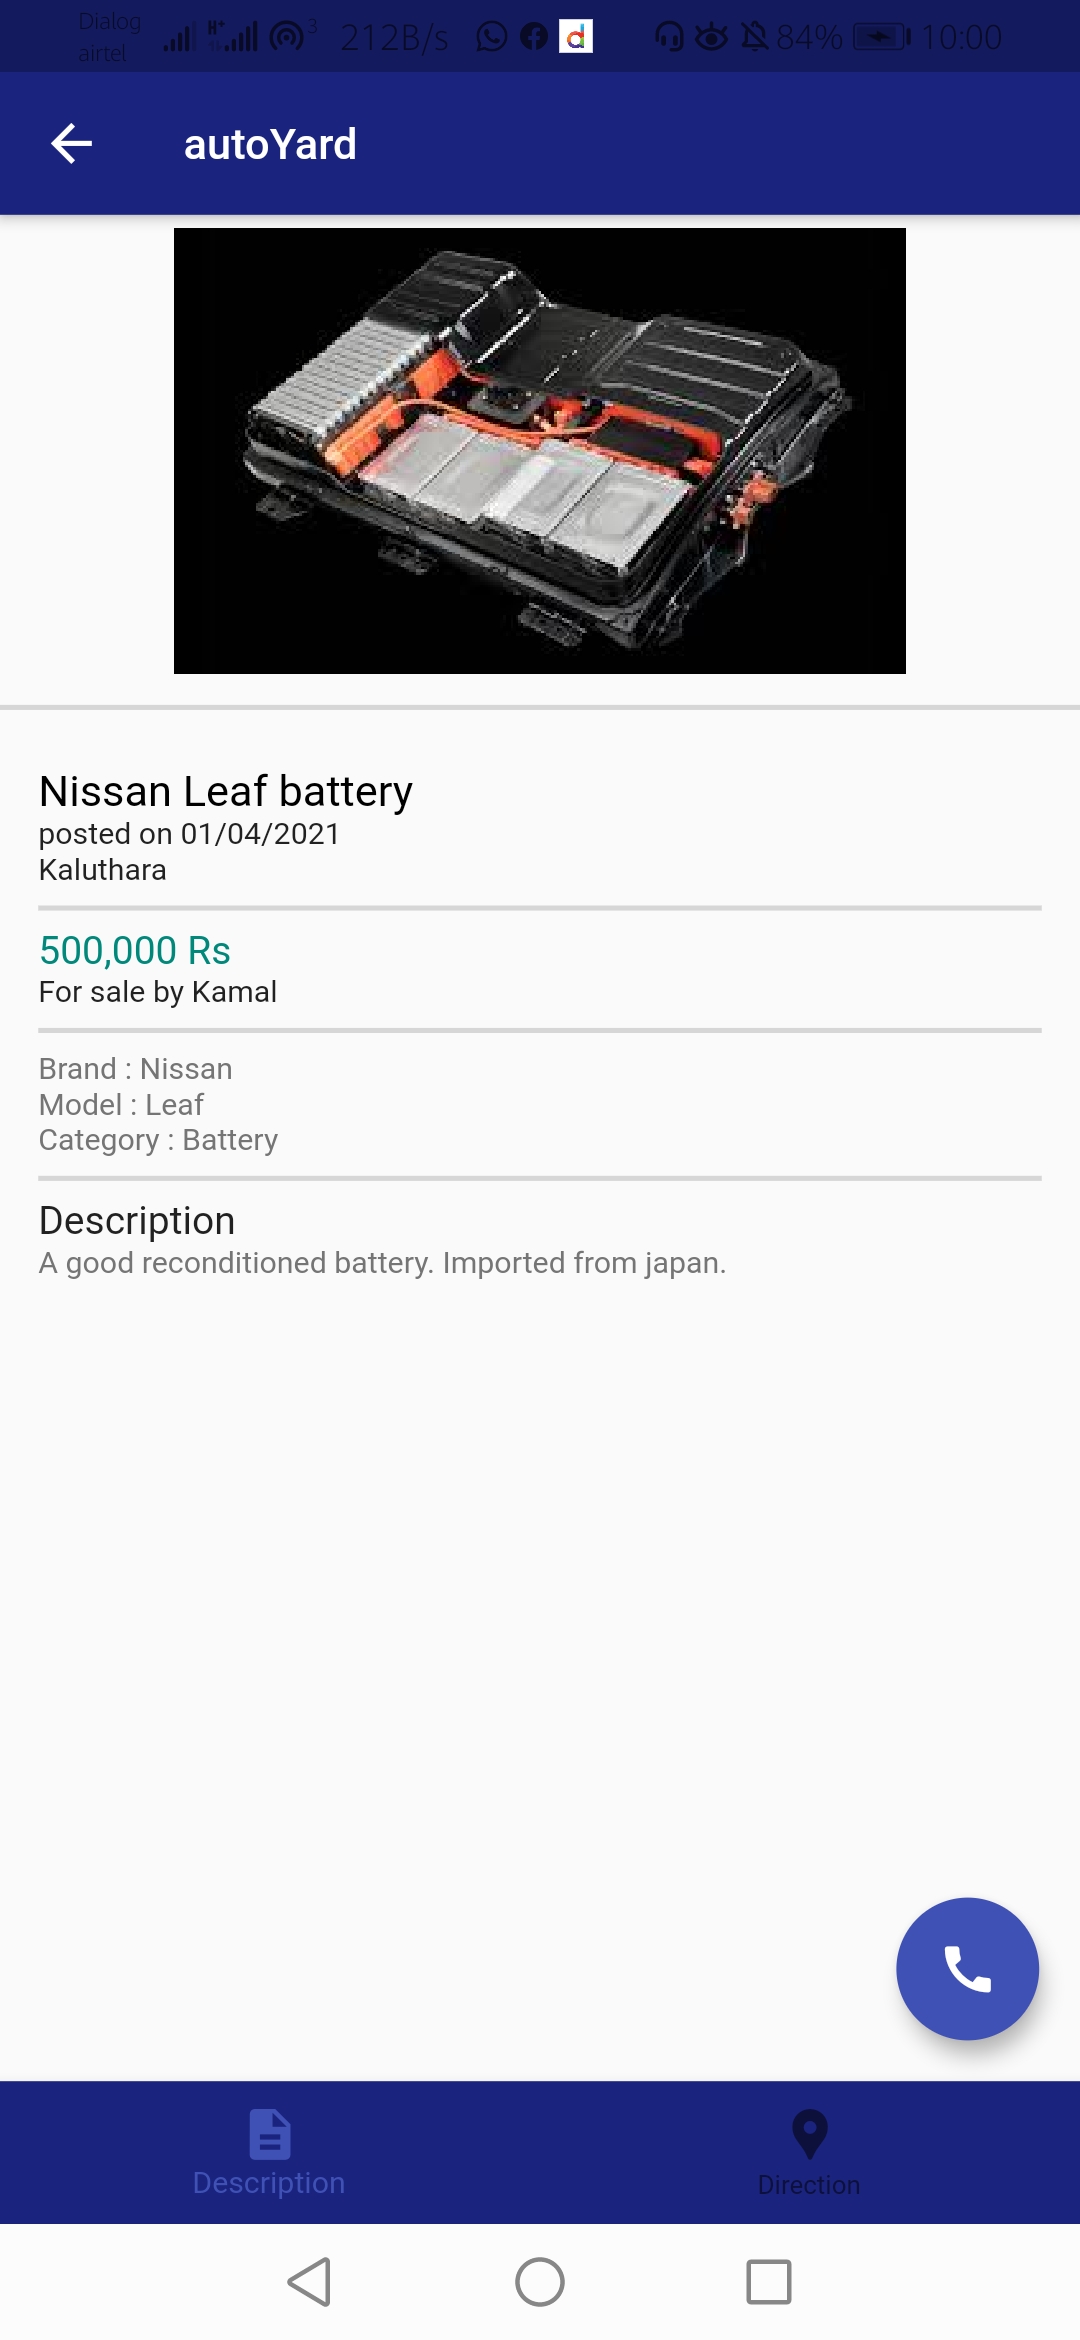 Dialog
airtel
H+
3
212B/s
84%
10:00
autoYard
Nissan Leaf battery
posted on 01/04/2021
Kaluthara
500,000 Rs
For sale by Kamal
Brand : Nissan
Model : Leaf
Category : Battery
Description
A good reconditioned battery. Imported from japan.
Description
Direction